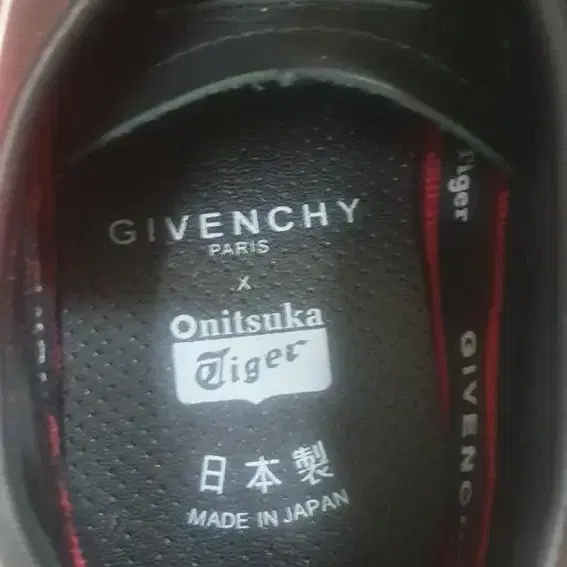 GIVENCHY
PARIS
X
Onitsuka
Tiger
日本製
MADE IN JAPAN
Tiger
GIVENC